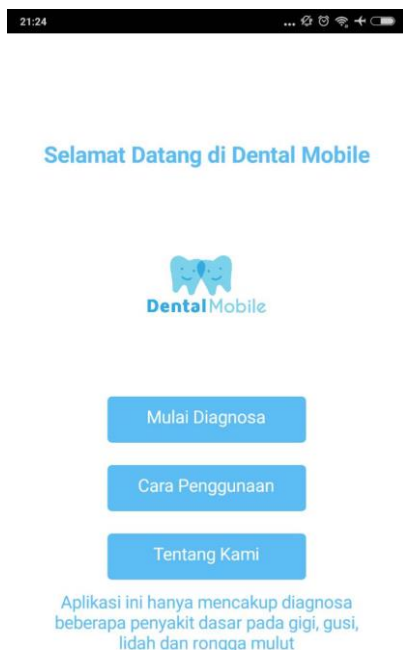 21:24
Selamat Datang di Dental Mobile
DentalMobile
Mulai Diagnosa
Cara Penggunaan
Tentang Kami
Aplikasi ini hanya mencakup diagnosa
beberapa penyakit dasar pada gigi, gusi,
lidah dan rongga mulut